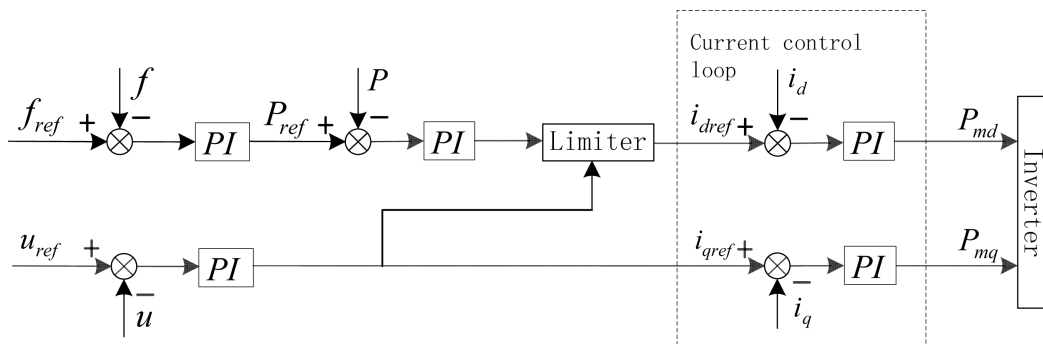 Current control
loop
f
P
i_d
f_ref + −
P_ref + −
i_dref + −
P_md
PI
PI
Limiter
PI
u_ref + −
i_qref + −
P_mq
PI
PI
u
i_q
Inverter